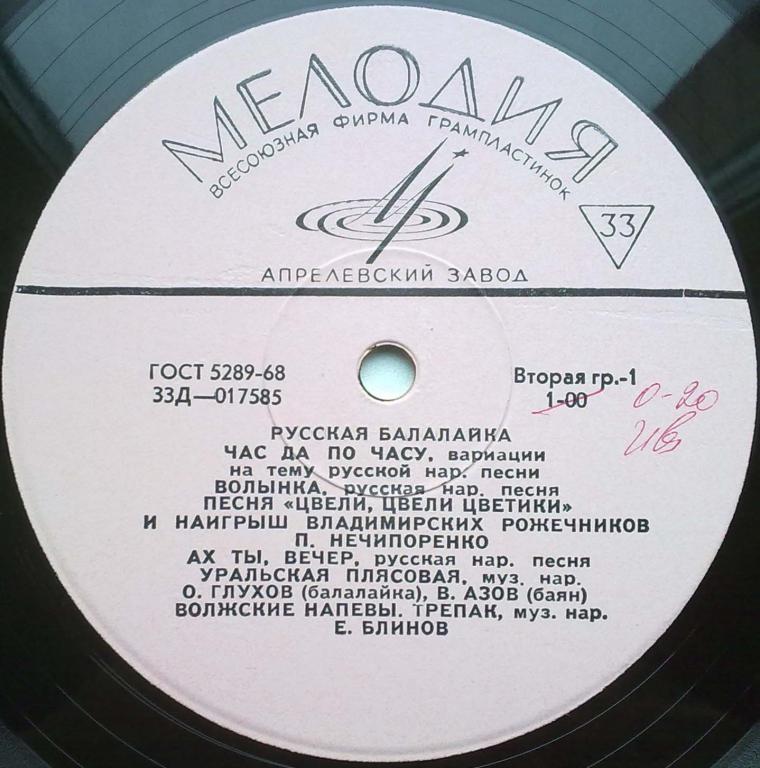 МЕЛОДИЯ
ВСЕСОЮЗНАЯ ФИРМА ГРАМПЛАСТИНОК
33
АПРЕЛЕВСКИЙ ЗАВОД
ГОСТ 5289-68
33Д—017585
Вторая гр.-1
1-00
0-20
РУССКАЯ БАЛАЛАЙКА
ЧАС ДА ПО ЧАСУ, вариации
на тему русской нар. песни
ВОЛЫНКА, русская нар. песня
ПЕСНЯ «ЦВЕЛИ, ЦВЕЛИ ЦВЕТИКИ»
И НАИГРЫШ ВЛАДИМИРСКИХ РОЖЕЧНИКОВ
П. НЕЧИПОРЕНКО
АХ ТЫ, ВЕЧЕР, русская нар. песня
УРАЛЬСКАЯ ПЛЯСОВАЯ, муз. нар.
О. ГЛУХОВ (балалайка), В. АЗОВ (баян)
ВОЛЖСКИЕ НАПЕВЫ. ТРЕПАК, муз. нар.
Е. БЛИНОВ